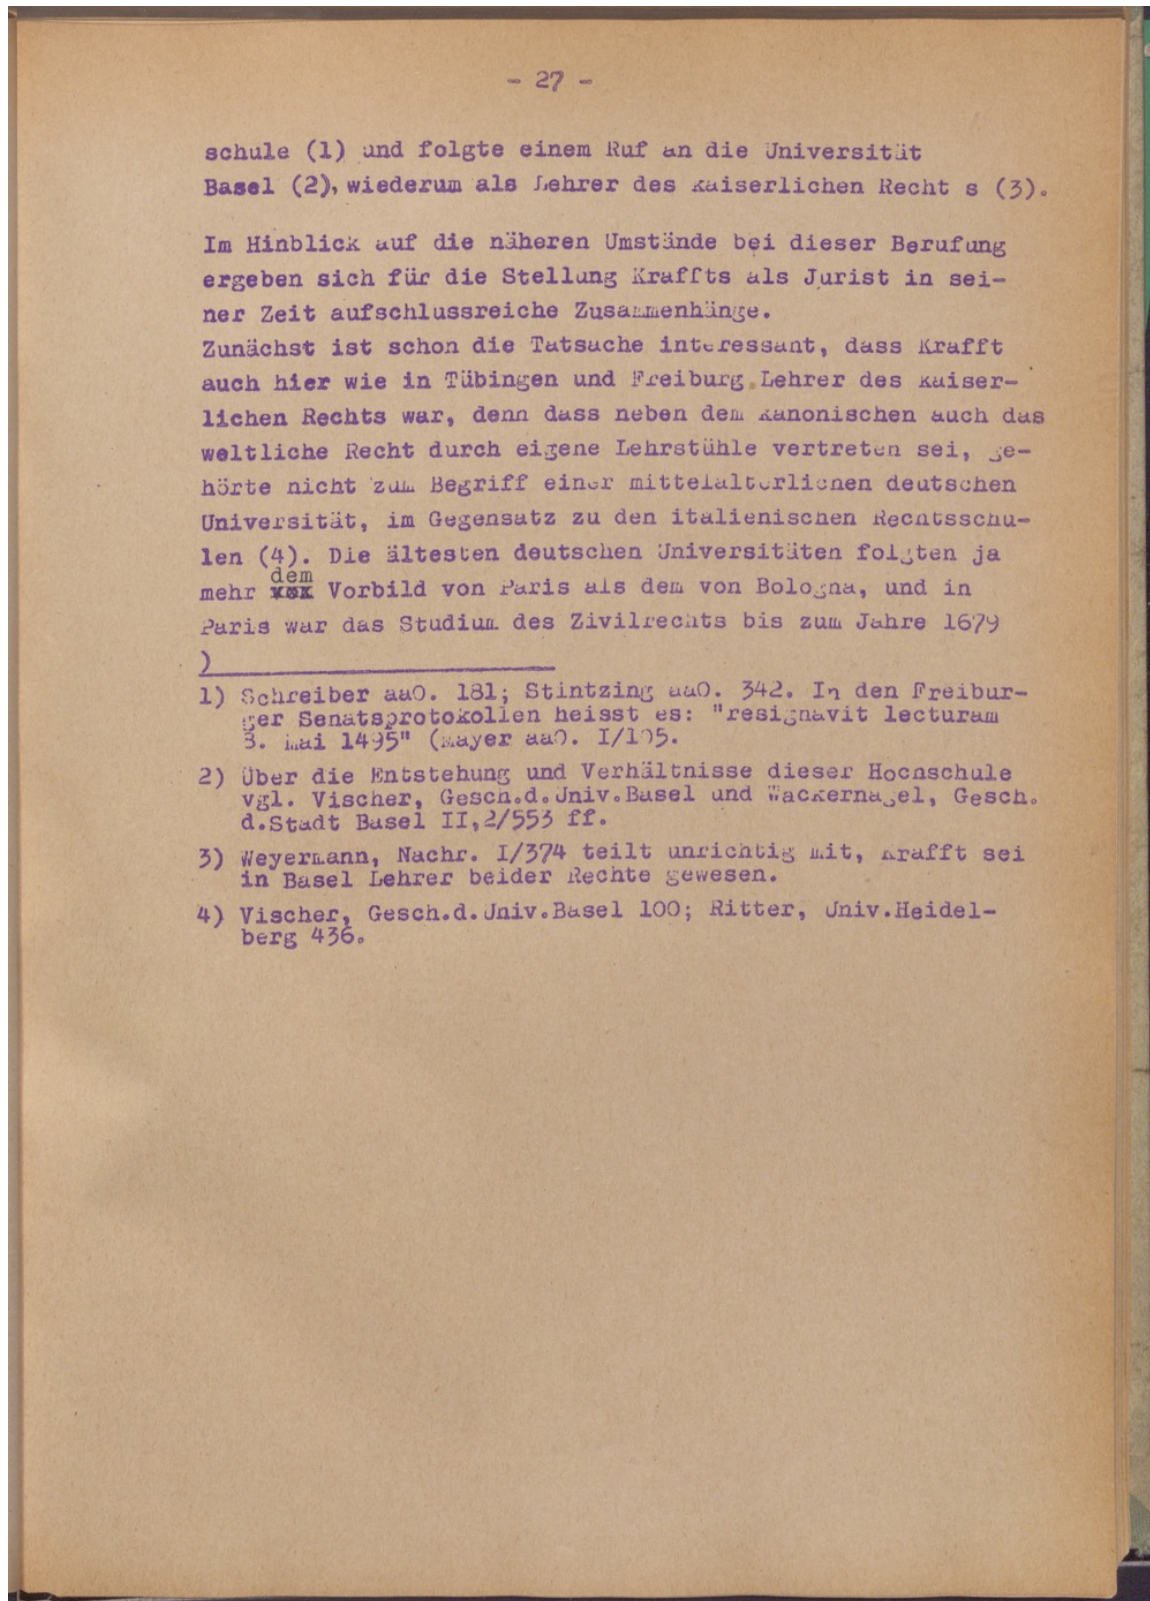 - 27 -
schule (1) und folgte einem Ruf an die Universität
Basel (2), wiederum als Lehrer des kaiserlichen Recht s (3).
Im Hinblick auf die näheren Umstände bei dieser Berufung
ergeben sich für die Stellung Kraffts als Jurist in sei-
ner Zeit aufschlussreiche Zusammenhänge.
Zunächst ist schon die Tatsache interessant, dass Krafft
auch hier wie in Tübingen und Freiburg Lehrer des kaiser-
lichen Rechts war, denn dass neben dem kanonischen auch das
weltliche Recht durch eigene Lehrstühle vertreten sei, ge-
hörte nicht zum Begriff einer mittelalterlichen deutschen
Universität, im Gegensatz zu den italienischen Rechtsschu-
len (4). Die ältesten deutschen Universitäten folgten ja
mehr dem Vorbild von Paris als dem von Bologna, und in
Paris war das Studium des Zivilrechts bis zum Jahre 1679
)
1) Schreiber aaO. 181; Stintzing aaO. 342. In den Freibur-
ger Senatsprotokollen heisst es: "resignavit lecturam
3. Mai 1495" (Mayer aaO. I/105.
2) Über die Entstehung und Verhältnisse dieser Hochschule
vgl. Vischer, Gesch.d.Univ.Basel und Wackernagel, Gesch.
d.Stadt Basel II,2/553 ff.
3) Weyermann, Nachr. I/374 teilt unrichtig mit, Krafft sei
in Basel Lehrer beider Rechte gewesen.
4) Vischer, Gesch.d.Univ.Basel 100; Ritter, Univ.Heidel-
berg 436.